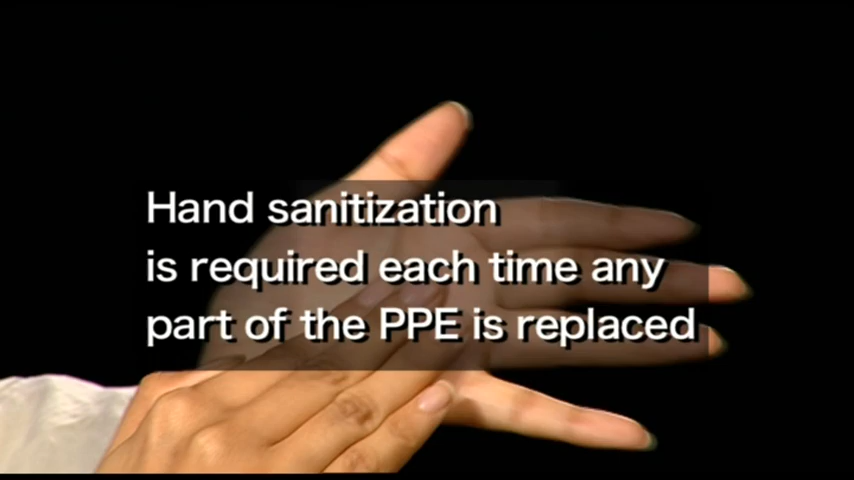 Hand sanitization
is required each time any
part of the PPE is replaced